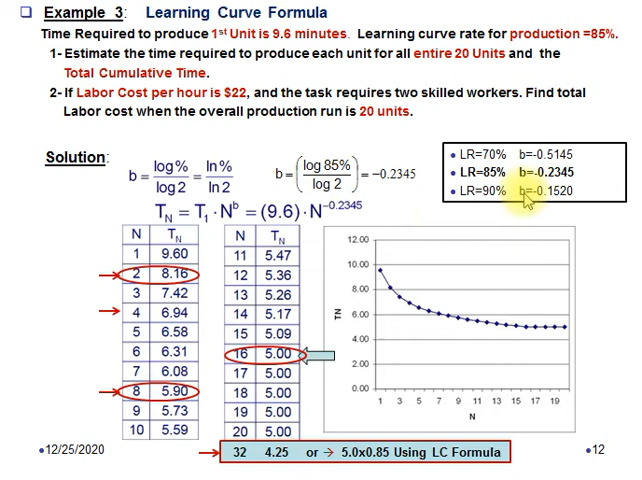 ❑ Example 3: Learning Curve Formula
Time Required to produce 1st Unit is 9.6 minutes. Learning curve rate for production =85%.
1- Estimate the time required to produce each unit for all entire 20 Units and the
Total Cumulative Time.
2- If Labor Cost per hour is $22, and the task requires two skilled workers. Find total
Labor cost when the overall production run is 20 units.
Solution:
b = log% / log 2 = ln % / ln 2
b = (log 85% / log 2) = −0.2345
• LR=70% b=-0.5145
• LR=85% b=-0.2345
• LR=90% b=-0.1520
T_N = T_1 · N^b = (9.6) · N^−0.2345
N T_N
1 9.60
2 8.16
3 7.42
4 6.94
5 6.58
6 6.31
7 6.08
8 5.90
9 5.73
10 5.59
N T_N
11 5.47
12 5.36
13 5.26
14 5.17
15 5.09
16 5.00
17 5.00
18 5.00
19 5.00
20 5.00
32 4.25 or → 5.0x0.85 Using LC Formula
12.00
10.00
8.00
6.00
4.00
2.00
0.00
TN
1 3 5 7 9 11 13 15 17 19
N
•12/25/2020
•12